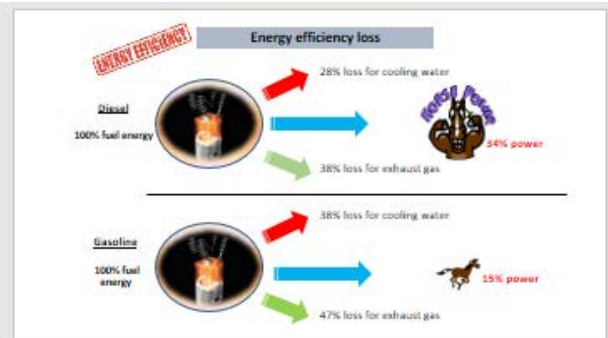 ENERGY EFFICIENCY
Energy efficiency loss
28% loss for cooling water
Diesel
100% fuel energy
HORSE POWER
34% power
38% loss for exhaust gas
38% loss for cooling water
Gasoline
100% fuel
energy
15% power
47% loss for exhaust gas